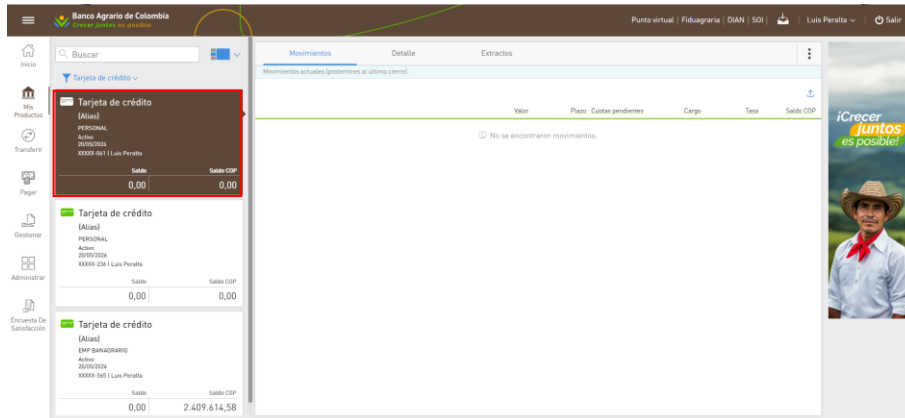 Banco Agrario de Colombia
Crecer juntos es posible
Punto virtual | Fiduagraria | DIAN | SOI |
Luis Peralta
Salir
Inicio
Mis
Productos
Transferir
Pagar
Gestionar
Administrar
Encuesta De
Satisfacción
Buscar
Tarjeta de crédito
Tarjeta de crédito
(Alias)
PERSONAL
Activo
20/05/2026
XXXXX-041 | Luis Peralta
Saldo Saldo COP
0,00 0,00
Tarjeta de crédito
(Alias)
PERSONAL
Activo
20/05/2026
XXXXX-236 | Luis Peralta
Saldo Saldo COP
0,00 0,00
Tarjeta de crédito
(Alias)
EMP BANAGRARIO
Activo
20/05/2026
XXXXX-565 | Luis Peralta
Saldo Saldo COP
0,00 2.409.614,58
Movimientos Detalle Extractos
Movimientos actuales (posteriores al último cierre).
Valor Plazo Cuotas pendientes Cargo Tasa Saldo COP
No se encontraron movimientos.
¡Crecer
juntos
es posible!